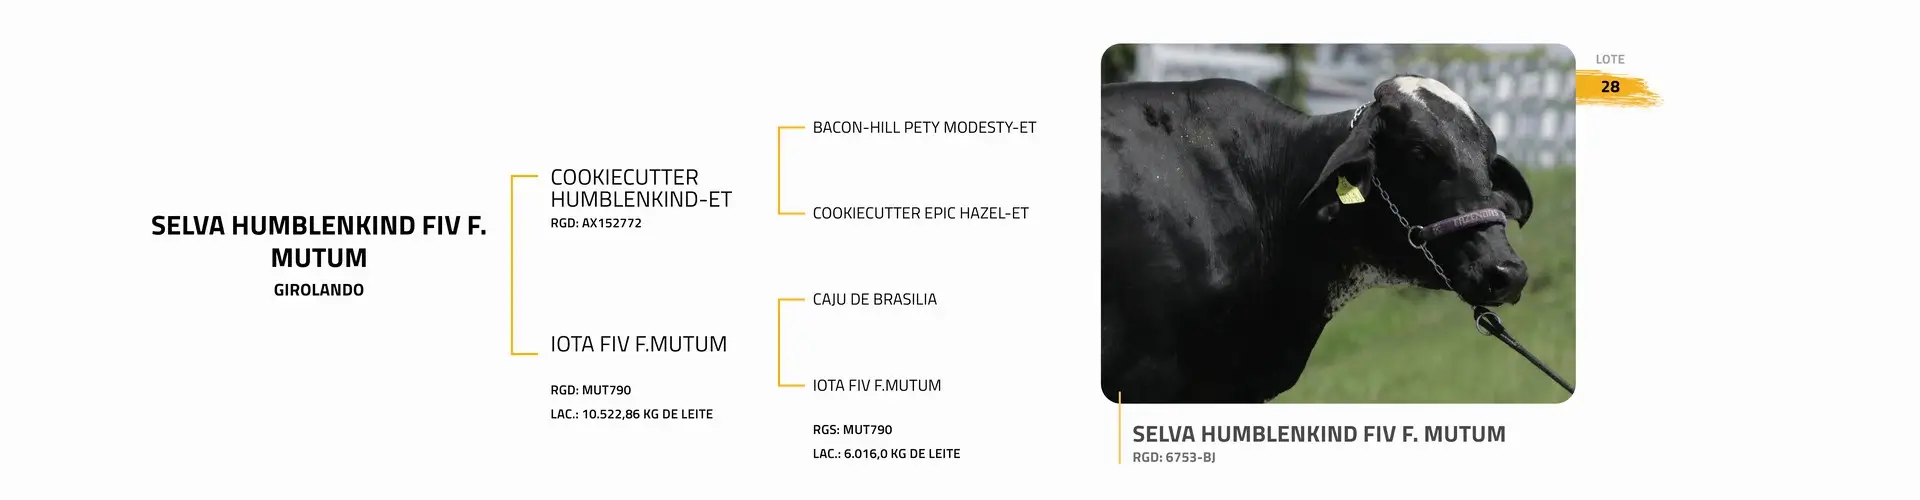 SELVA HUMBLENKIND FIV F.
MUTUM
GIROLANDO
COOKIECUTTER
HUMBLENKIND-ET
RGD: AX152772
IOTA FIV F.MUTUM
RGD: MUT790
LAC.: 10.522,86 KG DE LEITE
BACON-HILL PETY MODESTY-ET
COOKIECUTTER EPIC HAZEL-ET
CAJU DE BRASILIA
IOTA FIV F.MUTUM
RGS: MUT790
LAC.: 6.016,0 KG DE LEITE
LOTE
28
SELVA HUMBLENKIND FIV F. MUTUM
RGD: 6753-BJ